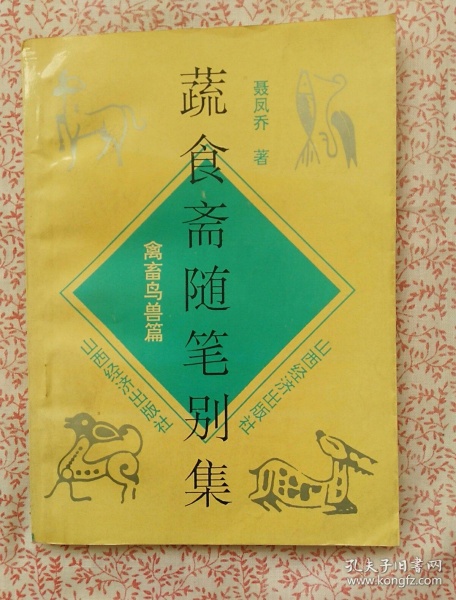 蔬食斋随笔别集
聂凤乔 著
禽畜鸟兽篇
山西经济出版社
山西经济出版社
孔夫子旧书网
www.kongfz.com